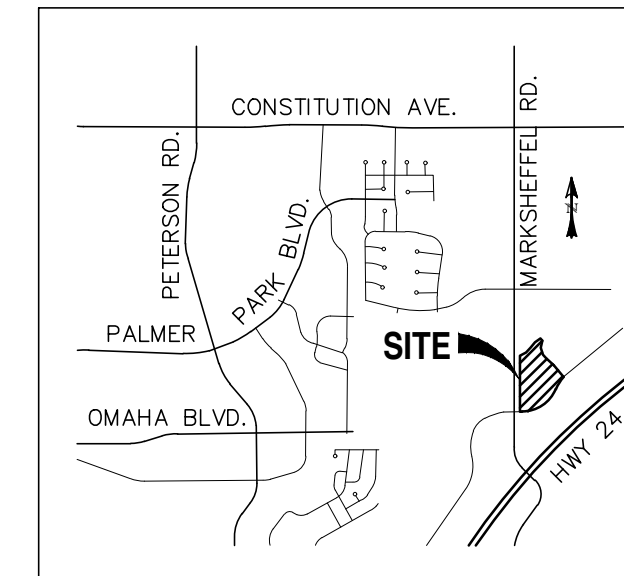 CONSTITUTION AVE.
MARKSHEFFEL RD.
PETERSON RD.
PARK BLVD.
N
PALMER
SITE
OMAHA BLVD.
HWY 24